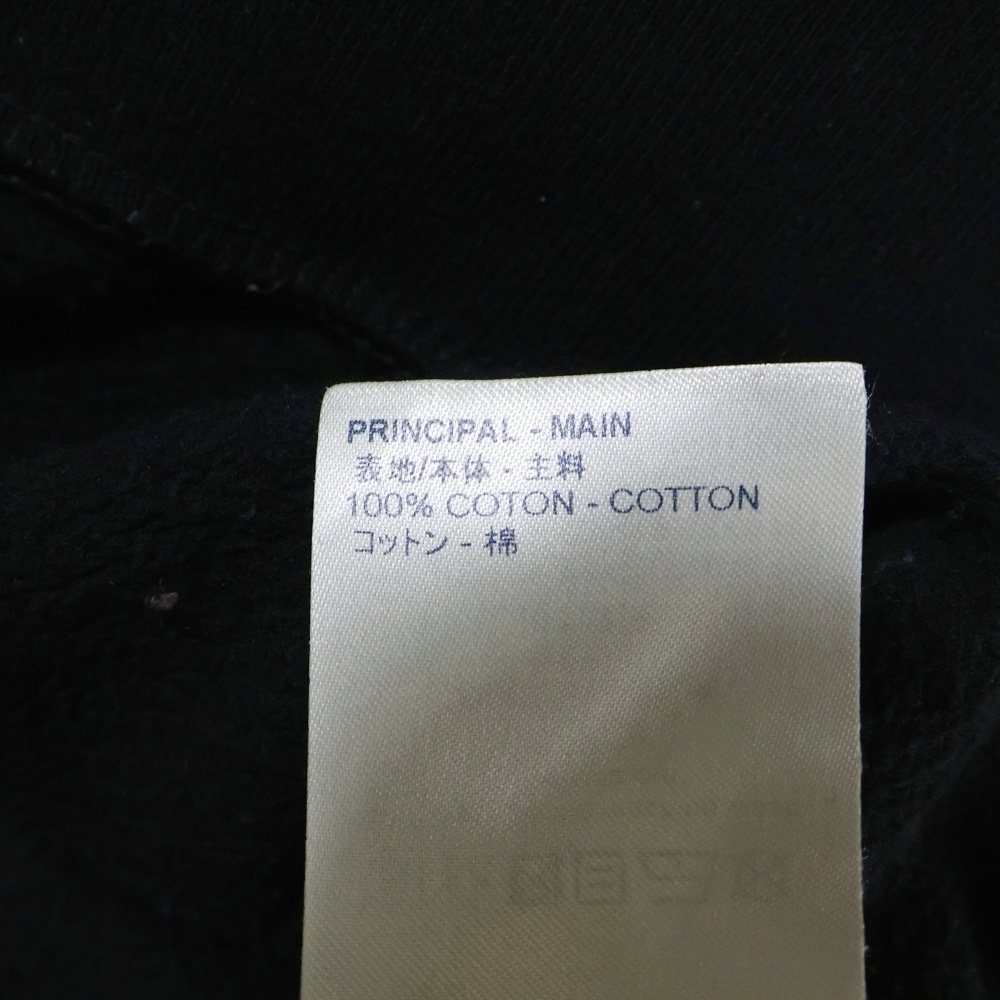 PRINCIPAL - MAIN
表地/本体 - 主料
100% COTON - COTTON
コットン - 棉